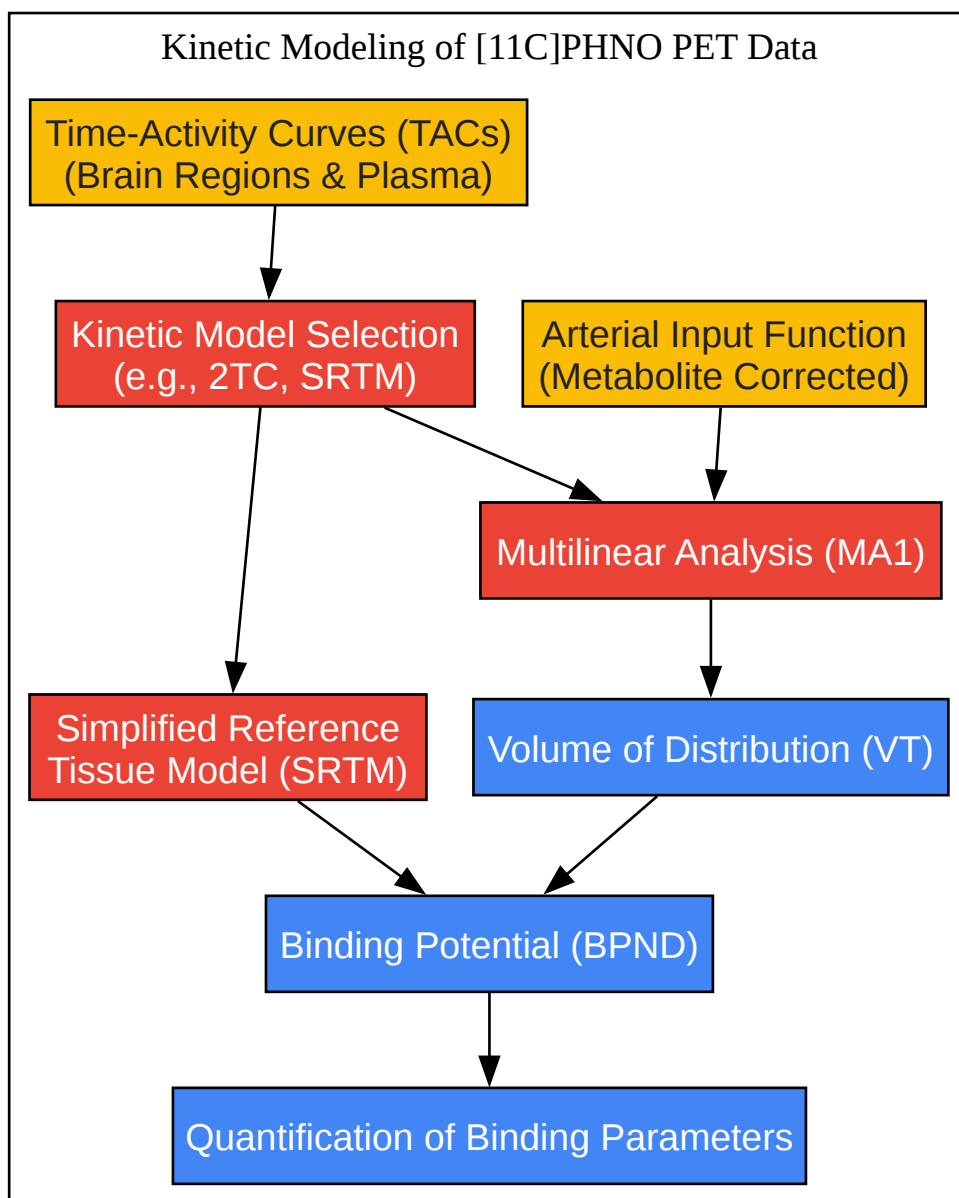 Kinetic Modeling of [11C]PHNO PET Data
Time-Activity Curves (TACs)
(Brain Regions & Plasma)
Kinetic Model Selection
(e.g., 2TC, SRTM)
Arterial Input Function
(Metabolite Corrected)
Multilinear Analysis (MA1)
Simplified Reference
Tissue Model (SRTM)
Volume of Distribution (VT)
Binding Potential (BPND)
Quantification of Binding Parameters